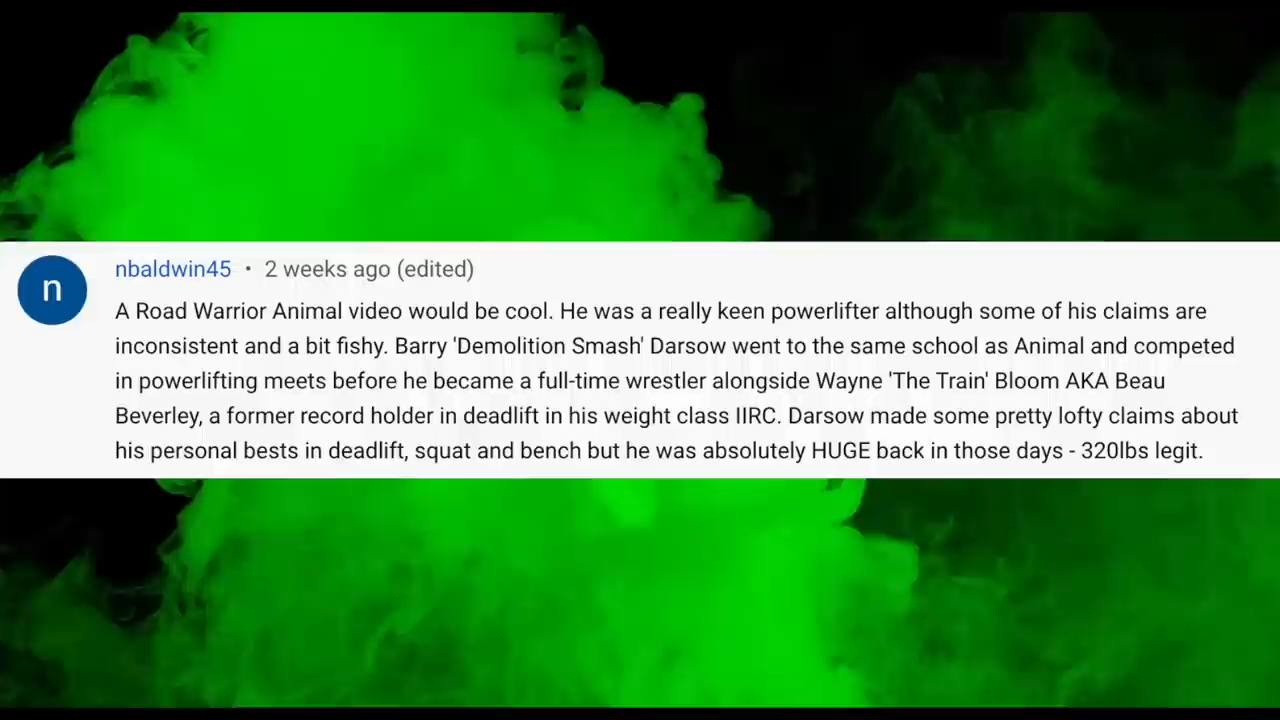 n
nbaldwin45 • 2 weeks ago (edited)
A Road Warrior Animal video would be cool. He was a really keen powerlifter although some of his claims are
inconsistent and a bit fishy. Barry 'Demolition Smash' Darsow went to the same school as Animal and competed
in powerlifting meets before he became a full-time wrestler alongside Wayne 'The Train' Bloom AKA Beau
Beverley, a former record holder in deadlift in his weight class IIRC. Darsow made some pretty lofty claims about
his personal bests in deadlift, squat and bench but he was absolutely HUGE back in those days - 320lbs legit.